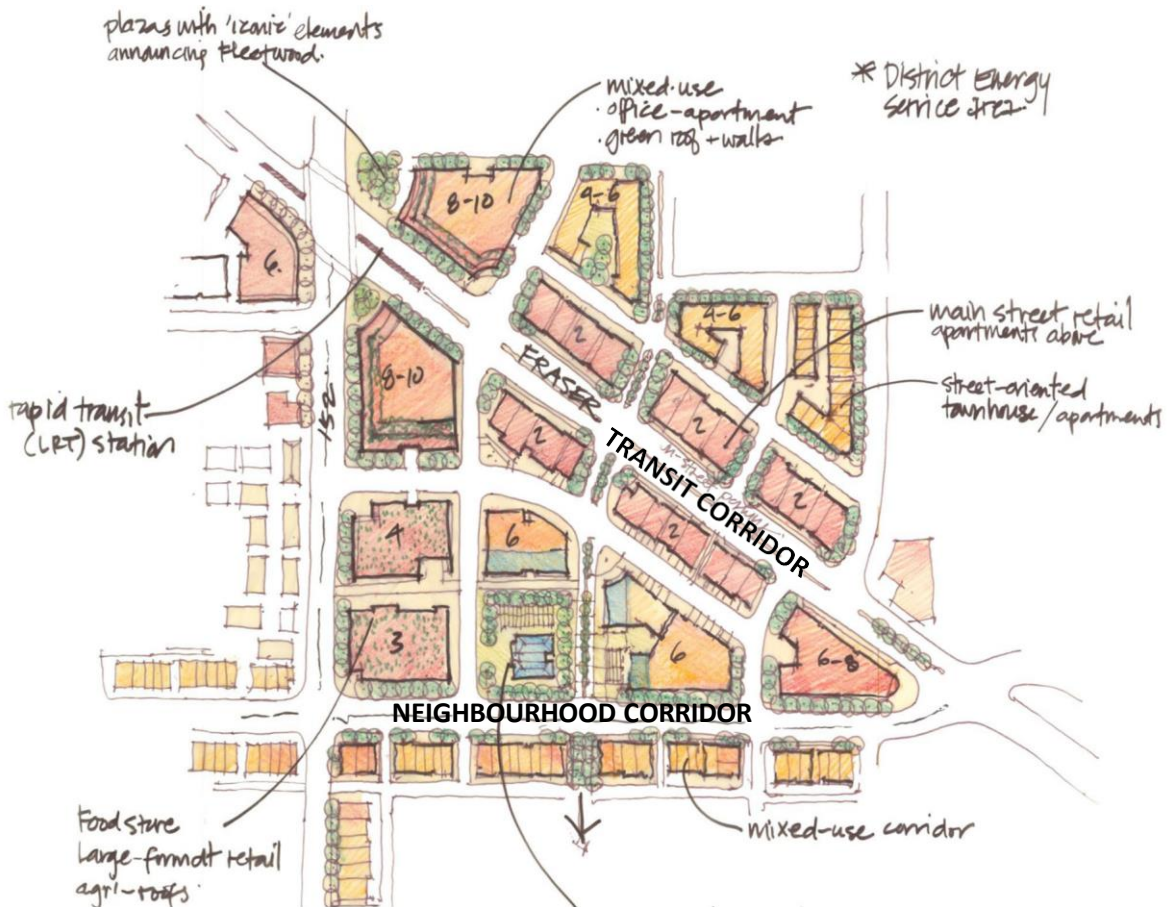 plazas with 'iconic' elements
announcing Fleetwood.
mixed-use
· office-apartment
· green roof + walls
* District Energy
service area.
8-10
4-6
6.
2
4-6
main street retail
apartments above
FRASER
8-10
street-oriented
townhouse/apartments
rapid transit
(LRT) station
152
2
2
TRANSIT CORRIDOR
in-street parking
2
4
6
2
3
6
6-8
NEIGHBOURHOOD CORRIDOR
Food store
Large-format retail
agri-roofs.
mixed-use corridor